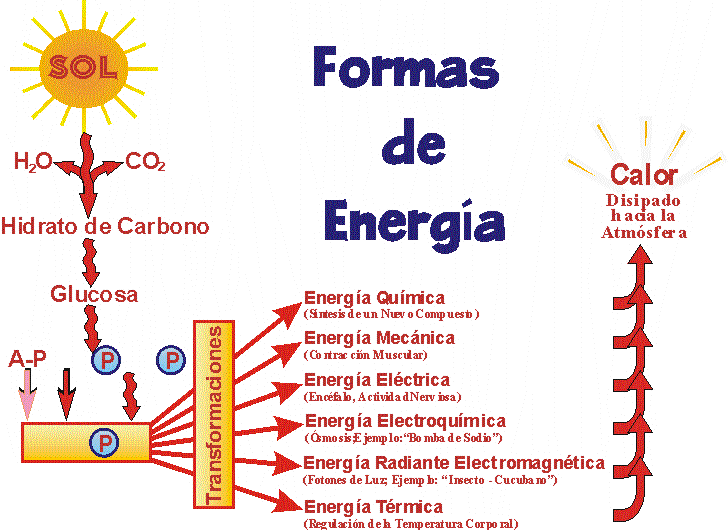 SOL
Formas
de
Energía
H₂O
CO₂
Hidrato de Carbono
Glucosa
A-P
P
P
P
Transformaciones
Energía Química
(Síntesis de un Nuevo Compuesto)
Energía Mecánica
(Contracción Muscular)
Energía Eléctrica
(Encéfalo, Actividad Nerviosa)
Energía Electroquímica
(Ósmosis; Ejemplo: “Bomba de Sodio”)
Energía Radiante Electromagnética
(Fotones de Luz; Ejemplo: “Insecto - Cucubano”)
Energía Térmica
(Regulación de la Temperatura Corporal)
Calor
Disipado
hacia la
Atmósfera